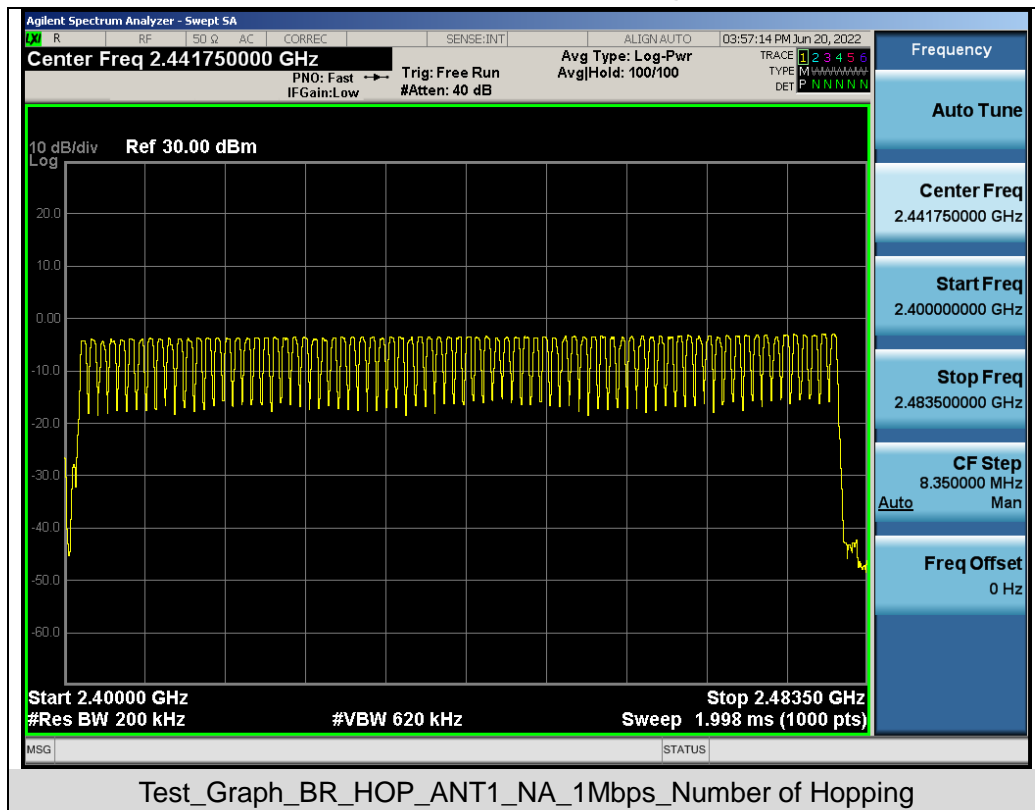 Agilent Spectrum Analyzer - Swept SA
LXI R RF 50 Ω AC CORREC SENSE:INT ALIGN AUTO 03:57:14 PM Jun 20, 2022
Center Freq 2.441750000 GHz
PNO: Fast
IFGain:Low
Trig: Free Run
#Atten: 40 dB
Avg Type: Log-Pwr
Avg|Hold: 100/100
TRACE 1 2 3 4 5 6
TYPE M WWWWW
DET P N N N N N
10 dB/div Ref 30.00 dBm
Log
20.0
10.0
0.00
-10.0
-20.0
-30.0
-40.0
-50.0
-60.0
Start 2.40000 GHz Stop 2.48350 GHz
#Res BW 200 kHz #VBW 620 kHz Sweep 1.998 ms (1000 pts)
MSG STATUS
Frequency
Auto Tune
Center Freq
2.441750000 GHz
Start Freq
2.400000000 GHz
Stop Freq
2.483500000 GHz
CF Step
8.350000 MHz
Auto Man
Freq Offset
0 Hz
Test_Graph_BR_HOP_ANT1_NA_1Mbps_Number of Hopping